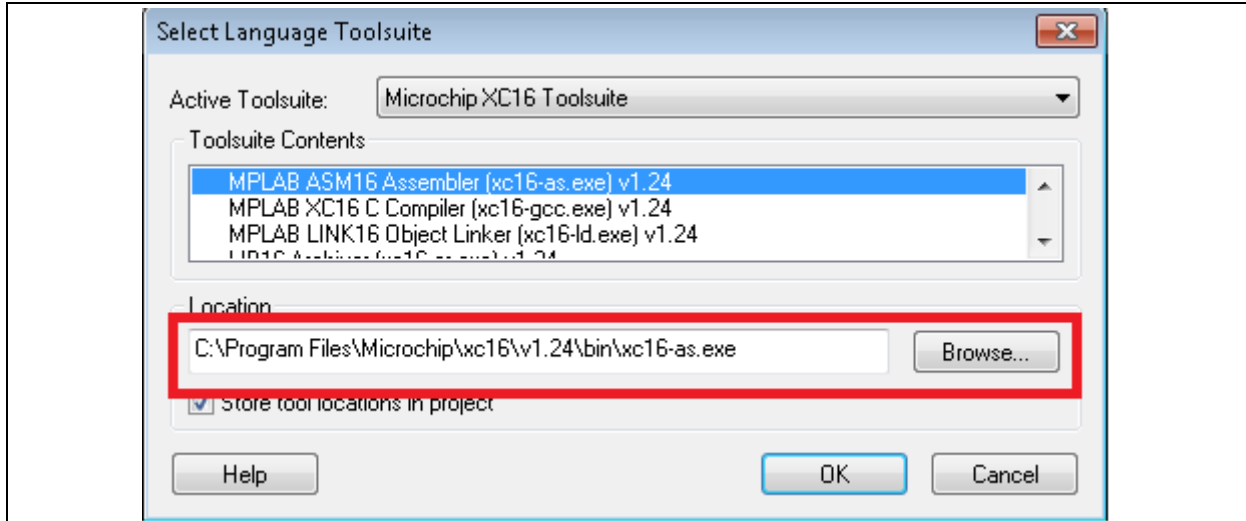 Select Language Toolsuite
Active Toolsuite: Microchip XC16 Toolsuite
Toolsuite Contents
MPLAB ASM16 Assembler (xc16-as.exe) v1.24
MPLAB XC16 C Compiler (xc16-gcc.exe) v1.24
MPLAB LINK16 Object Linker (xc16-ld.exe) v1.24
Location
C:\Program Files\Microchip\xc16\v1.24\bin\xc16-as.exe Browse...
Store tool locations in project
Help OK Cancel